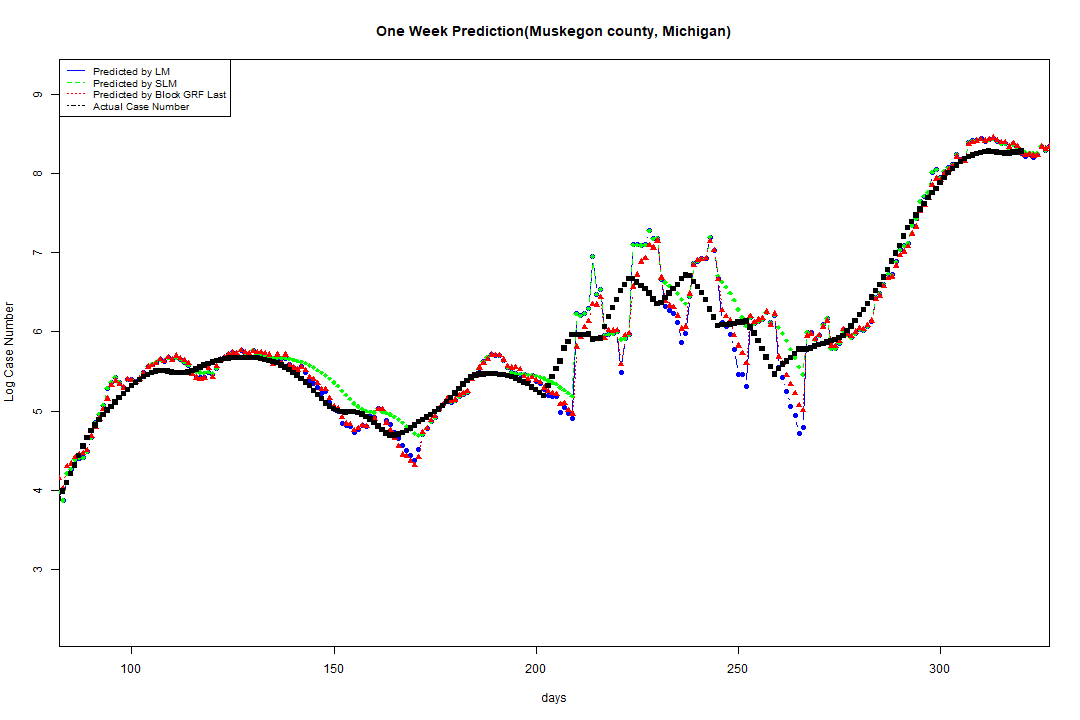 One Week Prediction(Muskegon county, Michigan)
Predicted by LM
Predicted by SLM
Predicted by Block GRF Last
Actual Case Number
9
8
7
6
5
4
3
Log Case Number
100 150 200 250 300
days